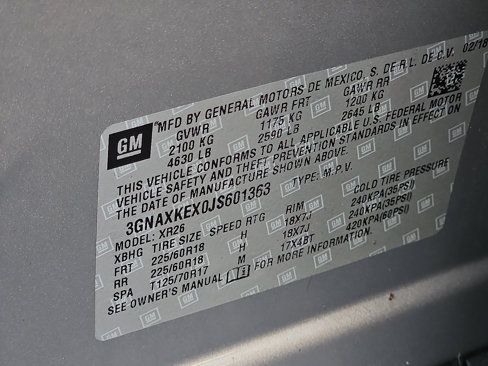 MFD BY GENERAL MOTORS DE MEXICO, S. DE R.L. DE C.V. 02/18
GVWR GAWR FRT GAWR RR
2100 KG 1175 KG 1200 KG
4630 LB 2590 LB 2645 LB
GM
THIS VEHICLE CONFORMS TO ALL APPLICABLE U.S. FEDERAL MOTOR
VEHICLE SAFETY AND THEFT PREVENTION STANDARDS IN EFFECT ON
THE DATE OF MANUFACTURE SHOWN ABOVE.
3GNAXKEX0JS601363 TYPE: M.P.V.
MODEL: XR26
XBHG TIRE SIZE SPEED RTG RIM COLD TIRE PRESSURE
FRT 225/60R18 H 18X7J 240KPA(35PSI)
RR 225/60R18 H 18X7J 240KPA(35PSI)
SPA T125/70R17 M 17X4BT 420KPA(60PSI)
SEE OWNER'S MANUAL FOR MORE INFORMATION.